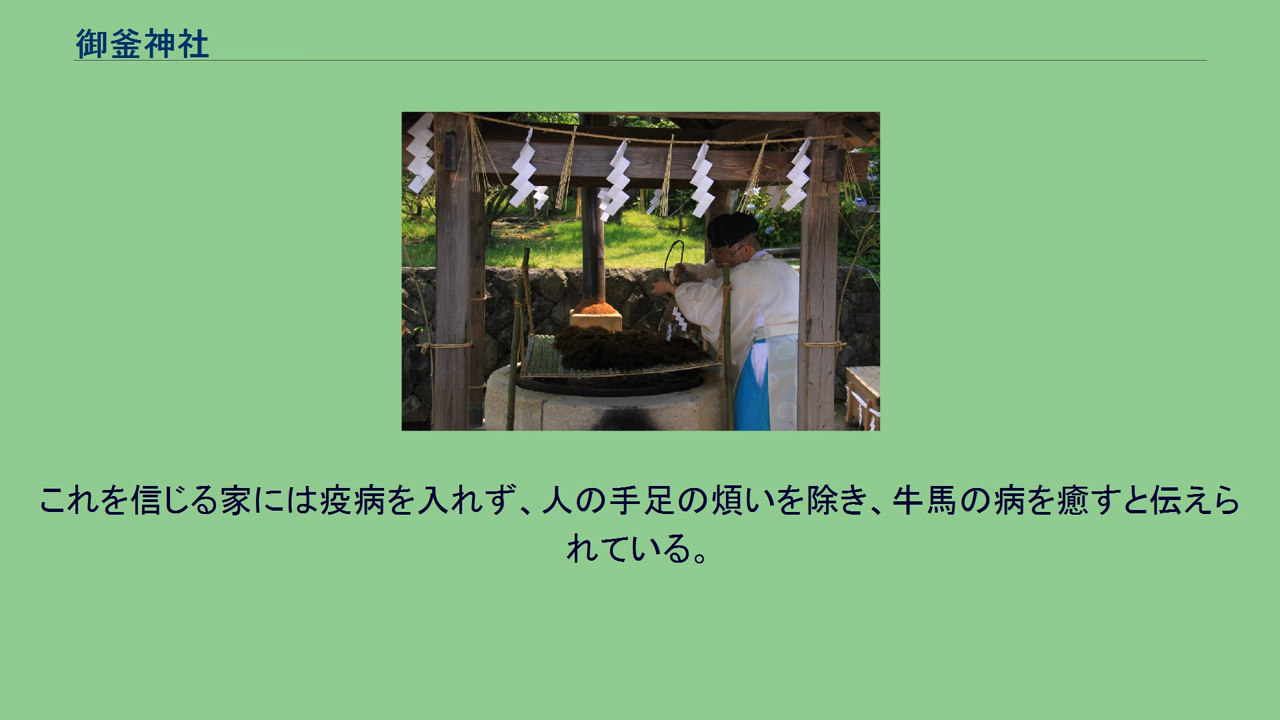 御釜神社
これを信じる家には疫病を入れず、人の手足の煩いを除き、牛馬の病を癒すと伝えら
れている。